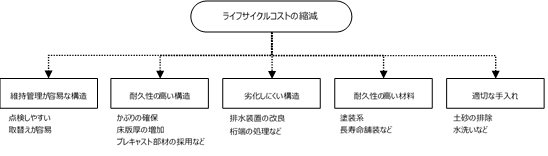 ライフサイクルコストの縮減
維持管理が容易な構造
点検しやすい
取替えが容易
耐久性の高い構造
かぶりの確保
床版厚の増加
プレキャスト部材の採用など
劣化しにくい構造
排水装置の改良
桁端の処理など
耐久性の高い材料
塗装系
長寿命舗装など
適切な手入れ
土砂の排除
水洗いなど